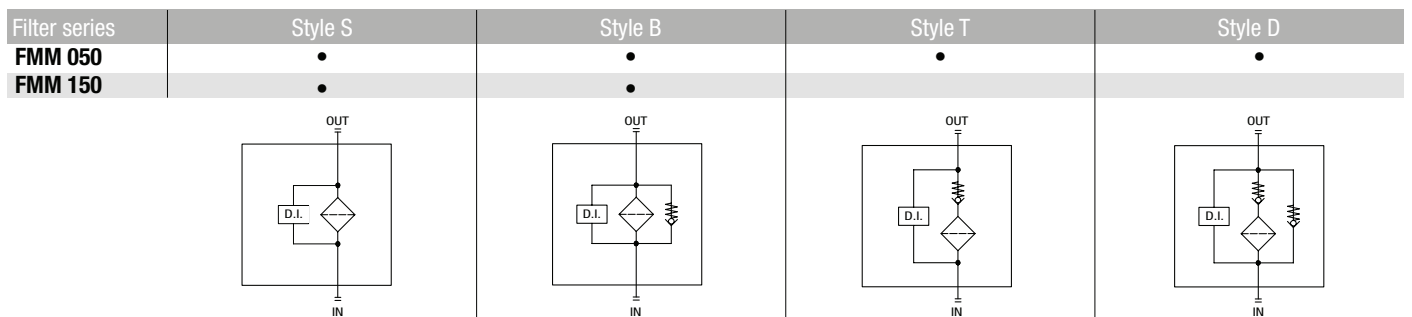 Filter series Style S Style B Style T Style D
FMM 050 • • • •
FMM 150 • •
OUT OUT OUT OUT
D.I. D.I. D.I. D.I.
IN IN IN IN